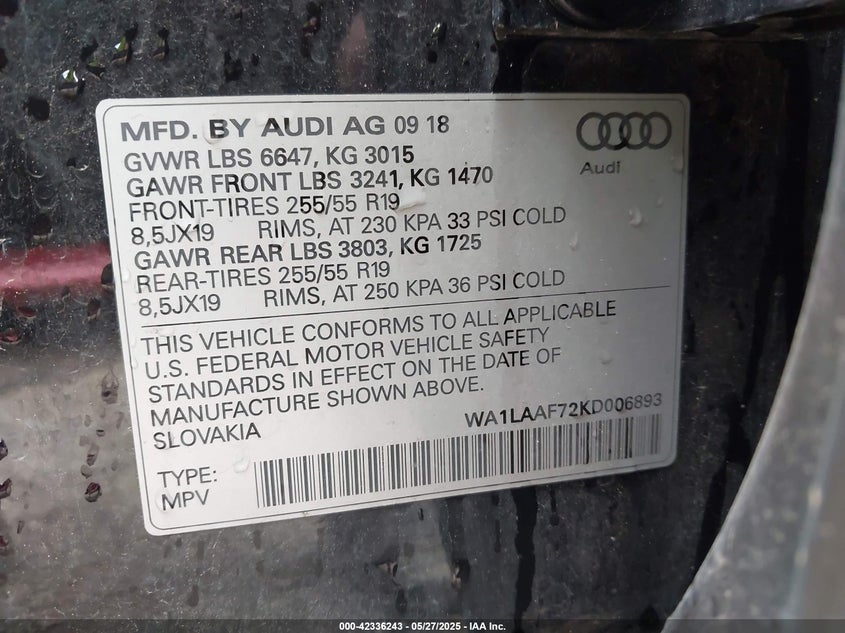 MFD. BY AUDI AG 09 18
Audi
GVWR LBS 6647, KG 3015
GAWR FRONT LBS 3241, KG 1470
FRONT-TIRES 255/55 R19
8,5JX19 RIMS, AT 230 KPA 33 PSI COLD
GAWR REAR LBS 3803, KG 1725
REAR-TIRES 255/55 R19
8,5JX19 RIMS, AT 250 KPA 36 PSI COLD
THIS VEHICLE CONFORMS TO ALL APPLICABLE
U.S. FEDERAL MOTOR VEHICLE SAFETY
STANDARDS IN EFFECT ON THE DATE OF
MANUFACTURE SHOWN ABOVE.
SLOVAKIA
WA1LAAF72KD006893
TYPE:
MPV
000-42336243 - 05/27/2025 - IAA Inc.